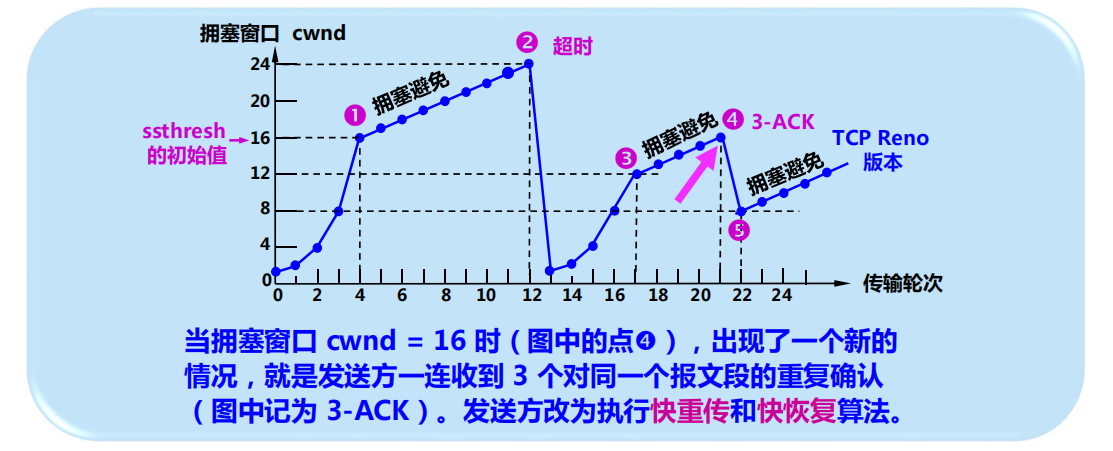 拥塞窗口 cwnd
❷ 超时
24
拥塞避免
20
❶
ssthresh
的初始值
16
拥塞避免
❹ 3-ACK
TCP Reno
版本
❸
12
拥塞避免
8
❺
4
0
0 2 4 6 8 10 12 14 16 18 20 22 24
传输轮次
当拥塞窗口 cwnd = 16 时（图中的点❹），出现了一个新的
情况，就是发送方一连收到 3 个对同一个报文段的重复确认
（图中记为 3-ACK）。发送方改为执行快重传和快恢复算法。